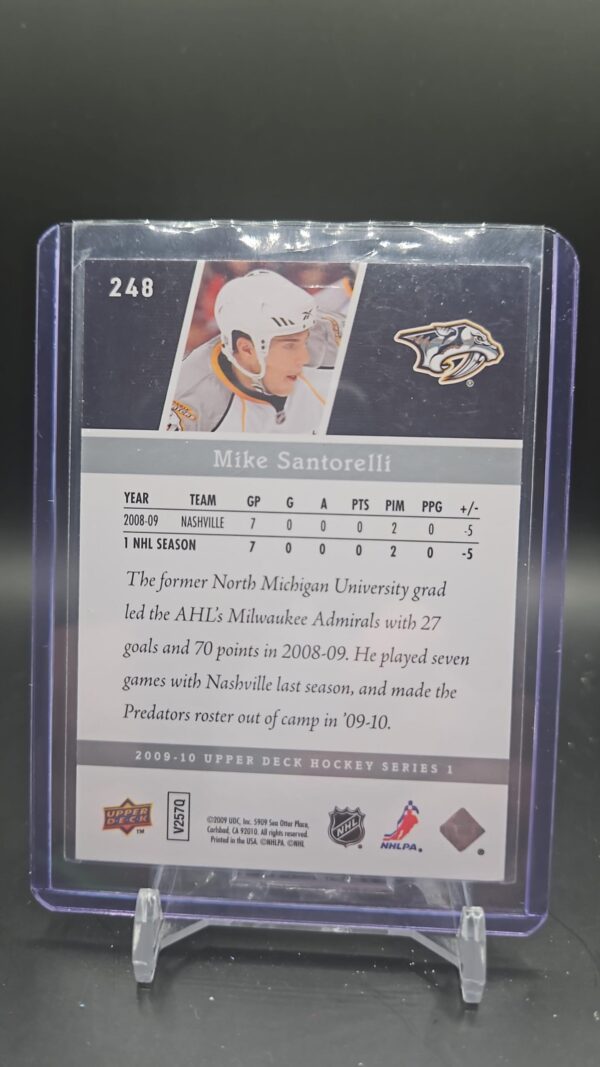 248
Mike Santorelli
YEAR TEAM GP G A PTS PIM PPG +/-
2008-09 NASHVILLE 7 0 0 0 2 0 -5
1 NHL SEASON 7 0 0 0 2 0 -5
The former North Michigan University grad
led the AHL's Milwaukee Admirals with 27
goals and 70 points in 2008-09. He played seven
games with Nashville last season, and made the
Predators roster out of camp in '09-10.
2009-10 UPPER DECK HOCKEY SERIES 1
UPPER
DECK
TM
V257Q
©2009 UDC, Inc. 5909 Sea Otter Place,
Carlsbad, CA 92010. All rights reserved.
Printed in the USA. ©NHLPA. ©NHL
NHL
NHLPA.